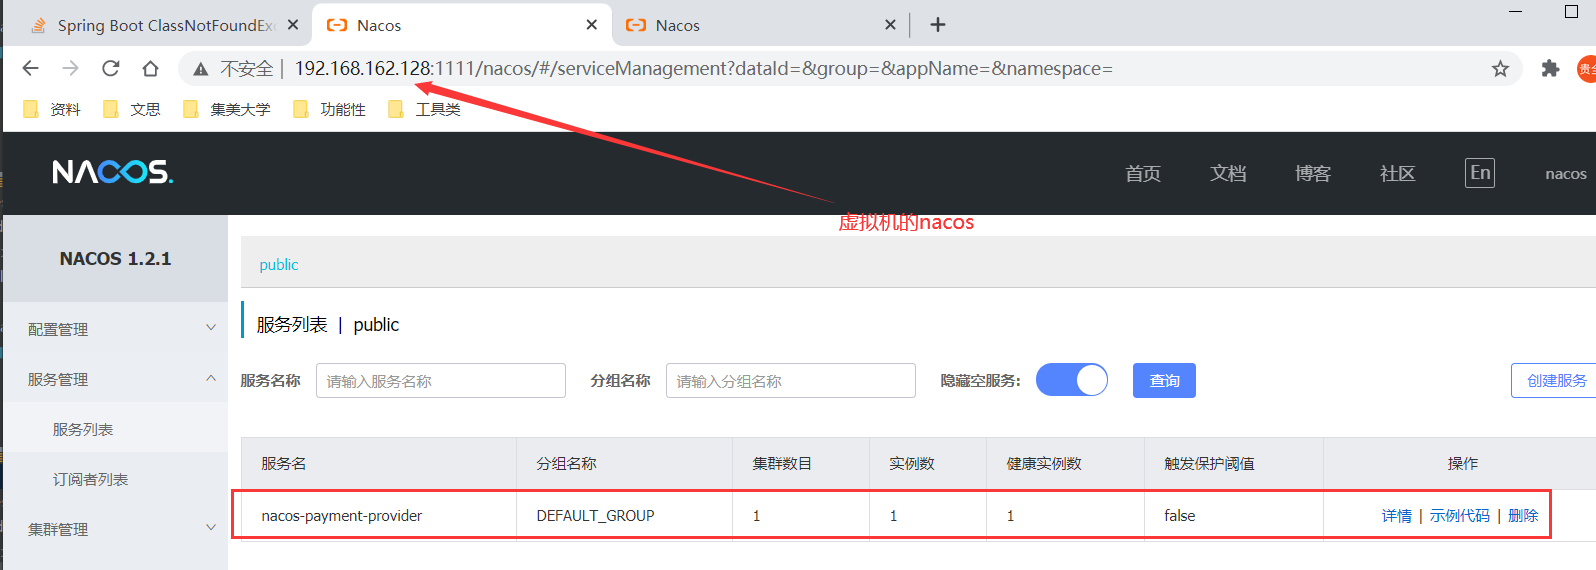 Spring Boot ClassNotFoundExc
Nacos
Nacos
不安全 | 192.168.162.128:1111/nacos/#/serviceManagement?dataId=&group=&appName=&namespace=
资料 文思 集美大学 功能性 工具类
NACOS.
首页 文档 博客 社区 En nacos
虚拟机的nacos
NACOS 1.2.1
public
配置管理
服务列表 | public
服务管理
服务名称 请输入服务名称 分组名称 请输入分组名称 隐藏空服务: 查询 创建服务
服务列表
服务名 分组名称 集群数目 实例数 健康实例数 触发保护阈值 操作
订阅者列表
nacos-payment-provider DEFAULT_GROUP 1 1 1 false 详情 | 示例代码 | 删除
集群管理